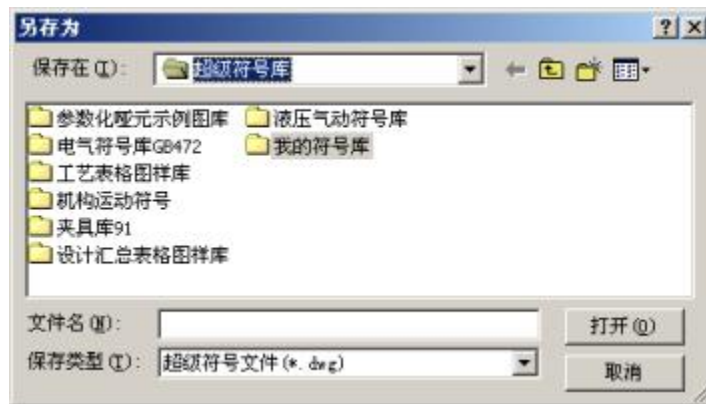 另存为
保存在(I): 超级符号库
参数化哑元示例图库 液压气动符号库
电气符号库GB472 我的符号库
工艺表格图样库
机构运动符号
夹具库91
设计汇总表格图样库
文件名(N): 打开(O)
保存类型(T): 超级符号文件(*.dwg) 取消